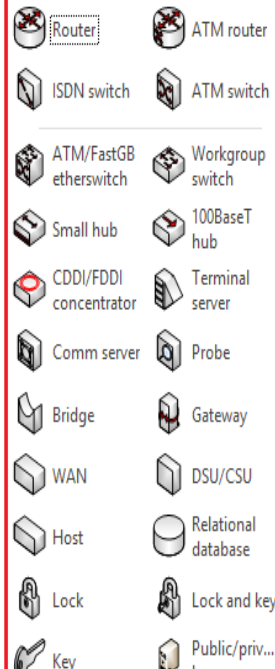 Router
ATM router
ISDN switch
ATM switch
ATM/FastGB
etherswitch
Workgroup
switch
Small hub
100BaseT
hub
CDDI/FDDI
concentrator
Terminal
server
Comm server
Probe
Bridge
Gateway
WAN
DSU/CSU
Host
Relational
database
Lock
Lock and key
Key
Public/priv...